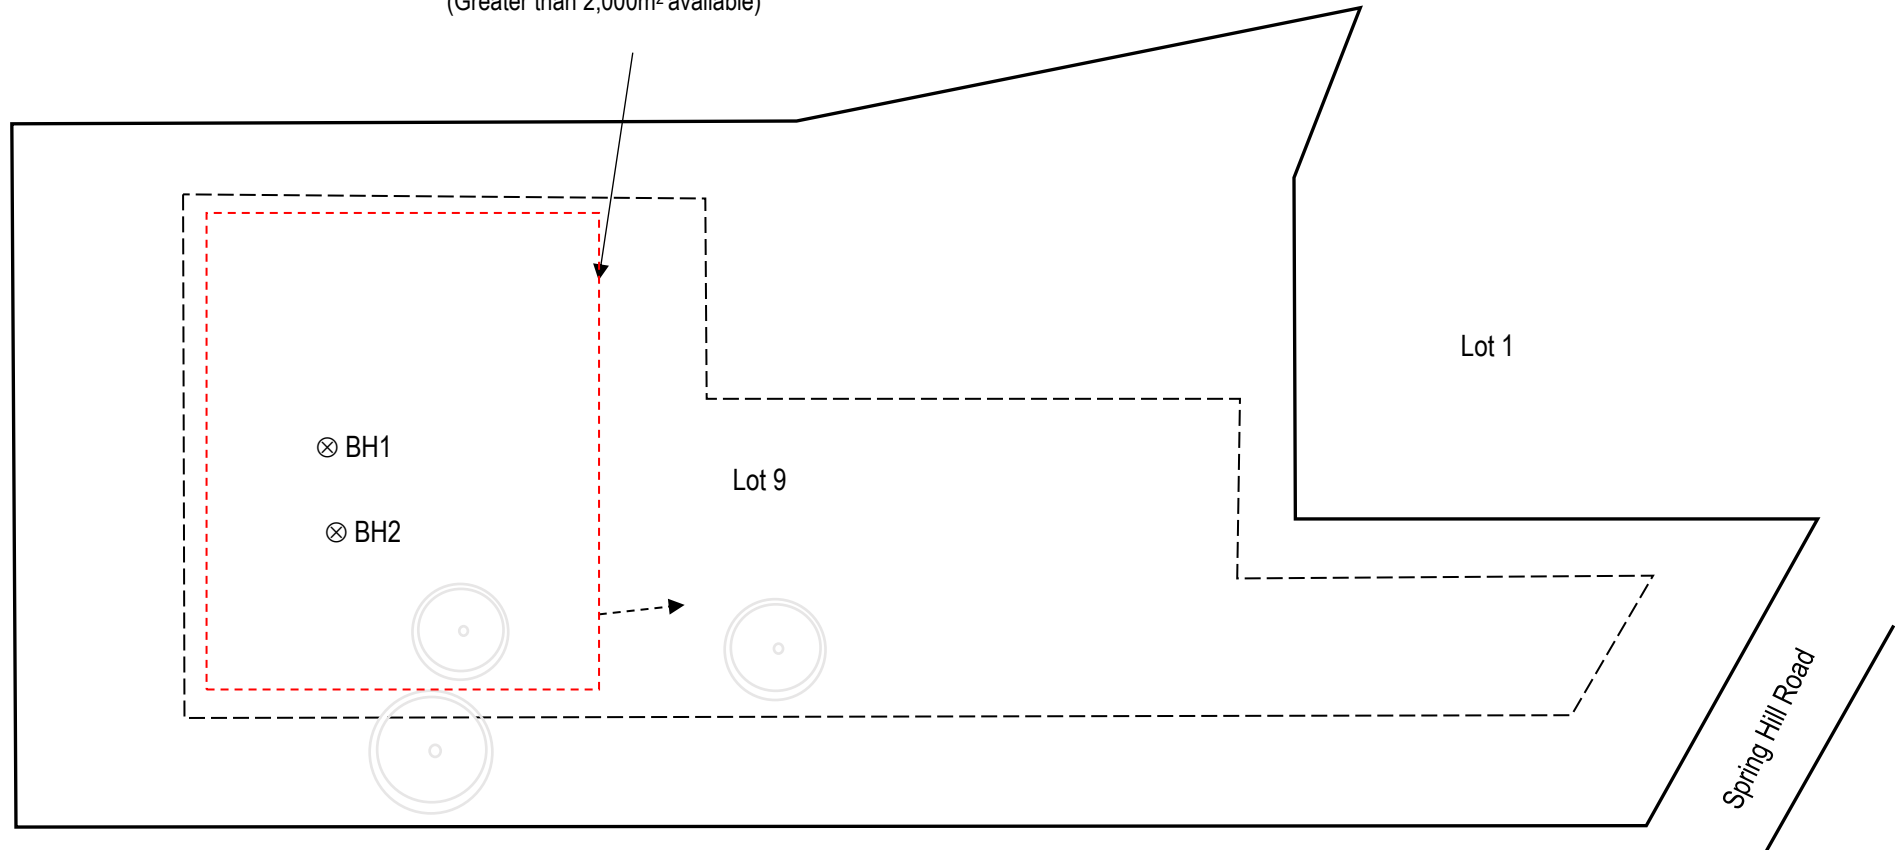 (Greater than 2,000m² available)
Lot 1
BH1
Lot 9
BH2
Spring Hill Road